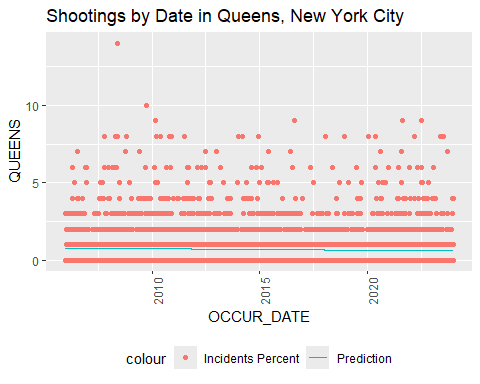 Shootings by Date in Queens, New York City
QUEENS
10
5
0
2010
2015
2020
OCCUR_DATE
colour
Incidents Percent
Prediction